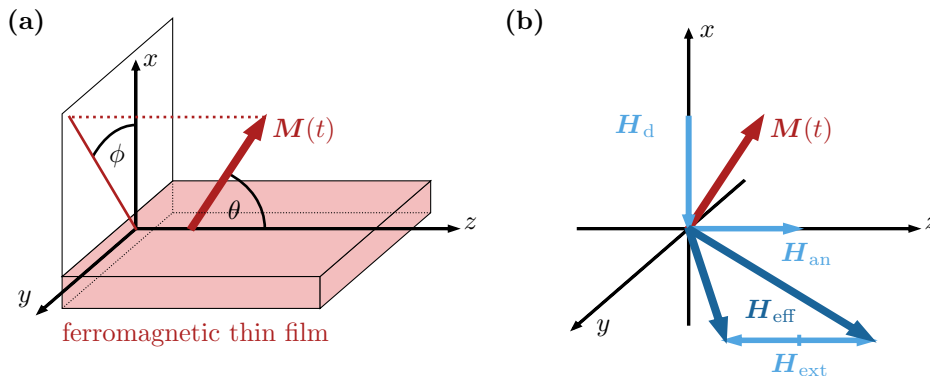 (a)
x
M(t)
ϕ
θ
z
y
ferromagnetic thin film
(b)
x
H_d
M(t)
z
H_an
y
H_eff
H_ext